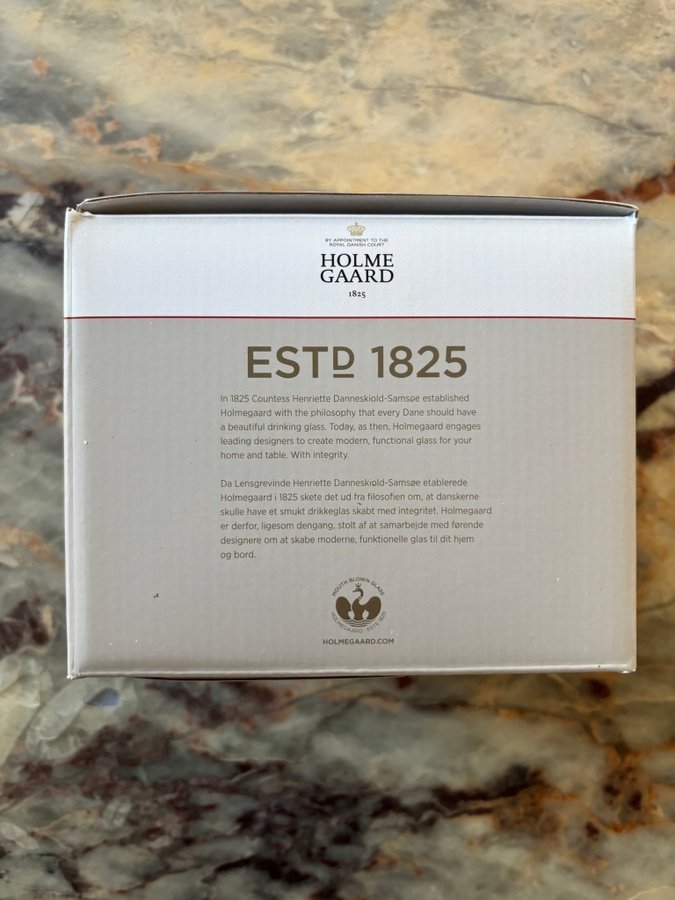 BY APPOINTMENT TO THE
ROYAL DANISH COURT
HOLME
GAARD
1825
ESTD 1825
In 1825 Countess Henriette Danneskiold-Samsøe established
Holmegaard with the philosophy that every Dane should have
a beautiful drinking glass. Today, as then, Holmegaard engages
leading designers to create modern, functional glass for your
home and table. With integrity.
Da Lensgrevinde Henriette Danneskiold-Samsøe etablerede
Holmegaard i 1825 skete det ud fra filosofien om, at danskerne
skulle have et smukt drikkeglas skabt med integritet. Holmegaard
er derfor, ligesom dengang, stolt af at samarbejde med førende
designere om at skabe moderne, funktionelle glas til dit hjem
og bord.
MOUTH BLOWN GLASS
HOLMEGAARD · ESTD 1825
HOLMEGAARD.COM